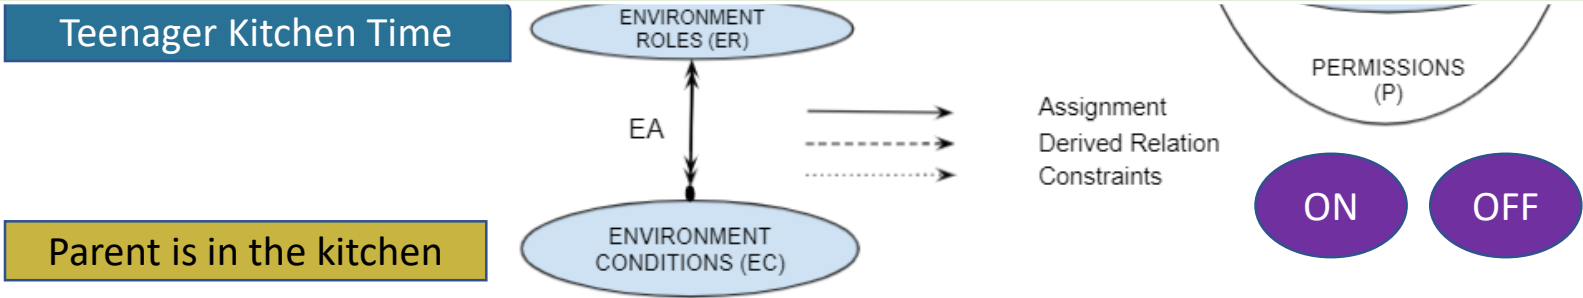 Teenager Kitchen Time
ENVIRONMENT
ROLES (ER)
PERMISSIONS
(P)
EA
Assignment
Derived Relation
Constraints
ON
OFF
Parent is in the kitchen
ENVIRONMENT
CONDITIONS (EC)